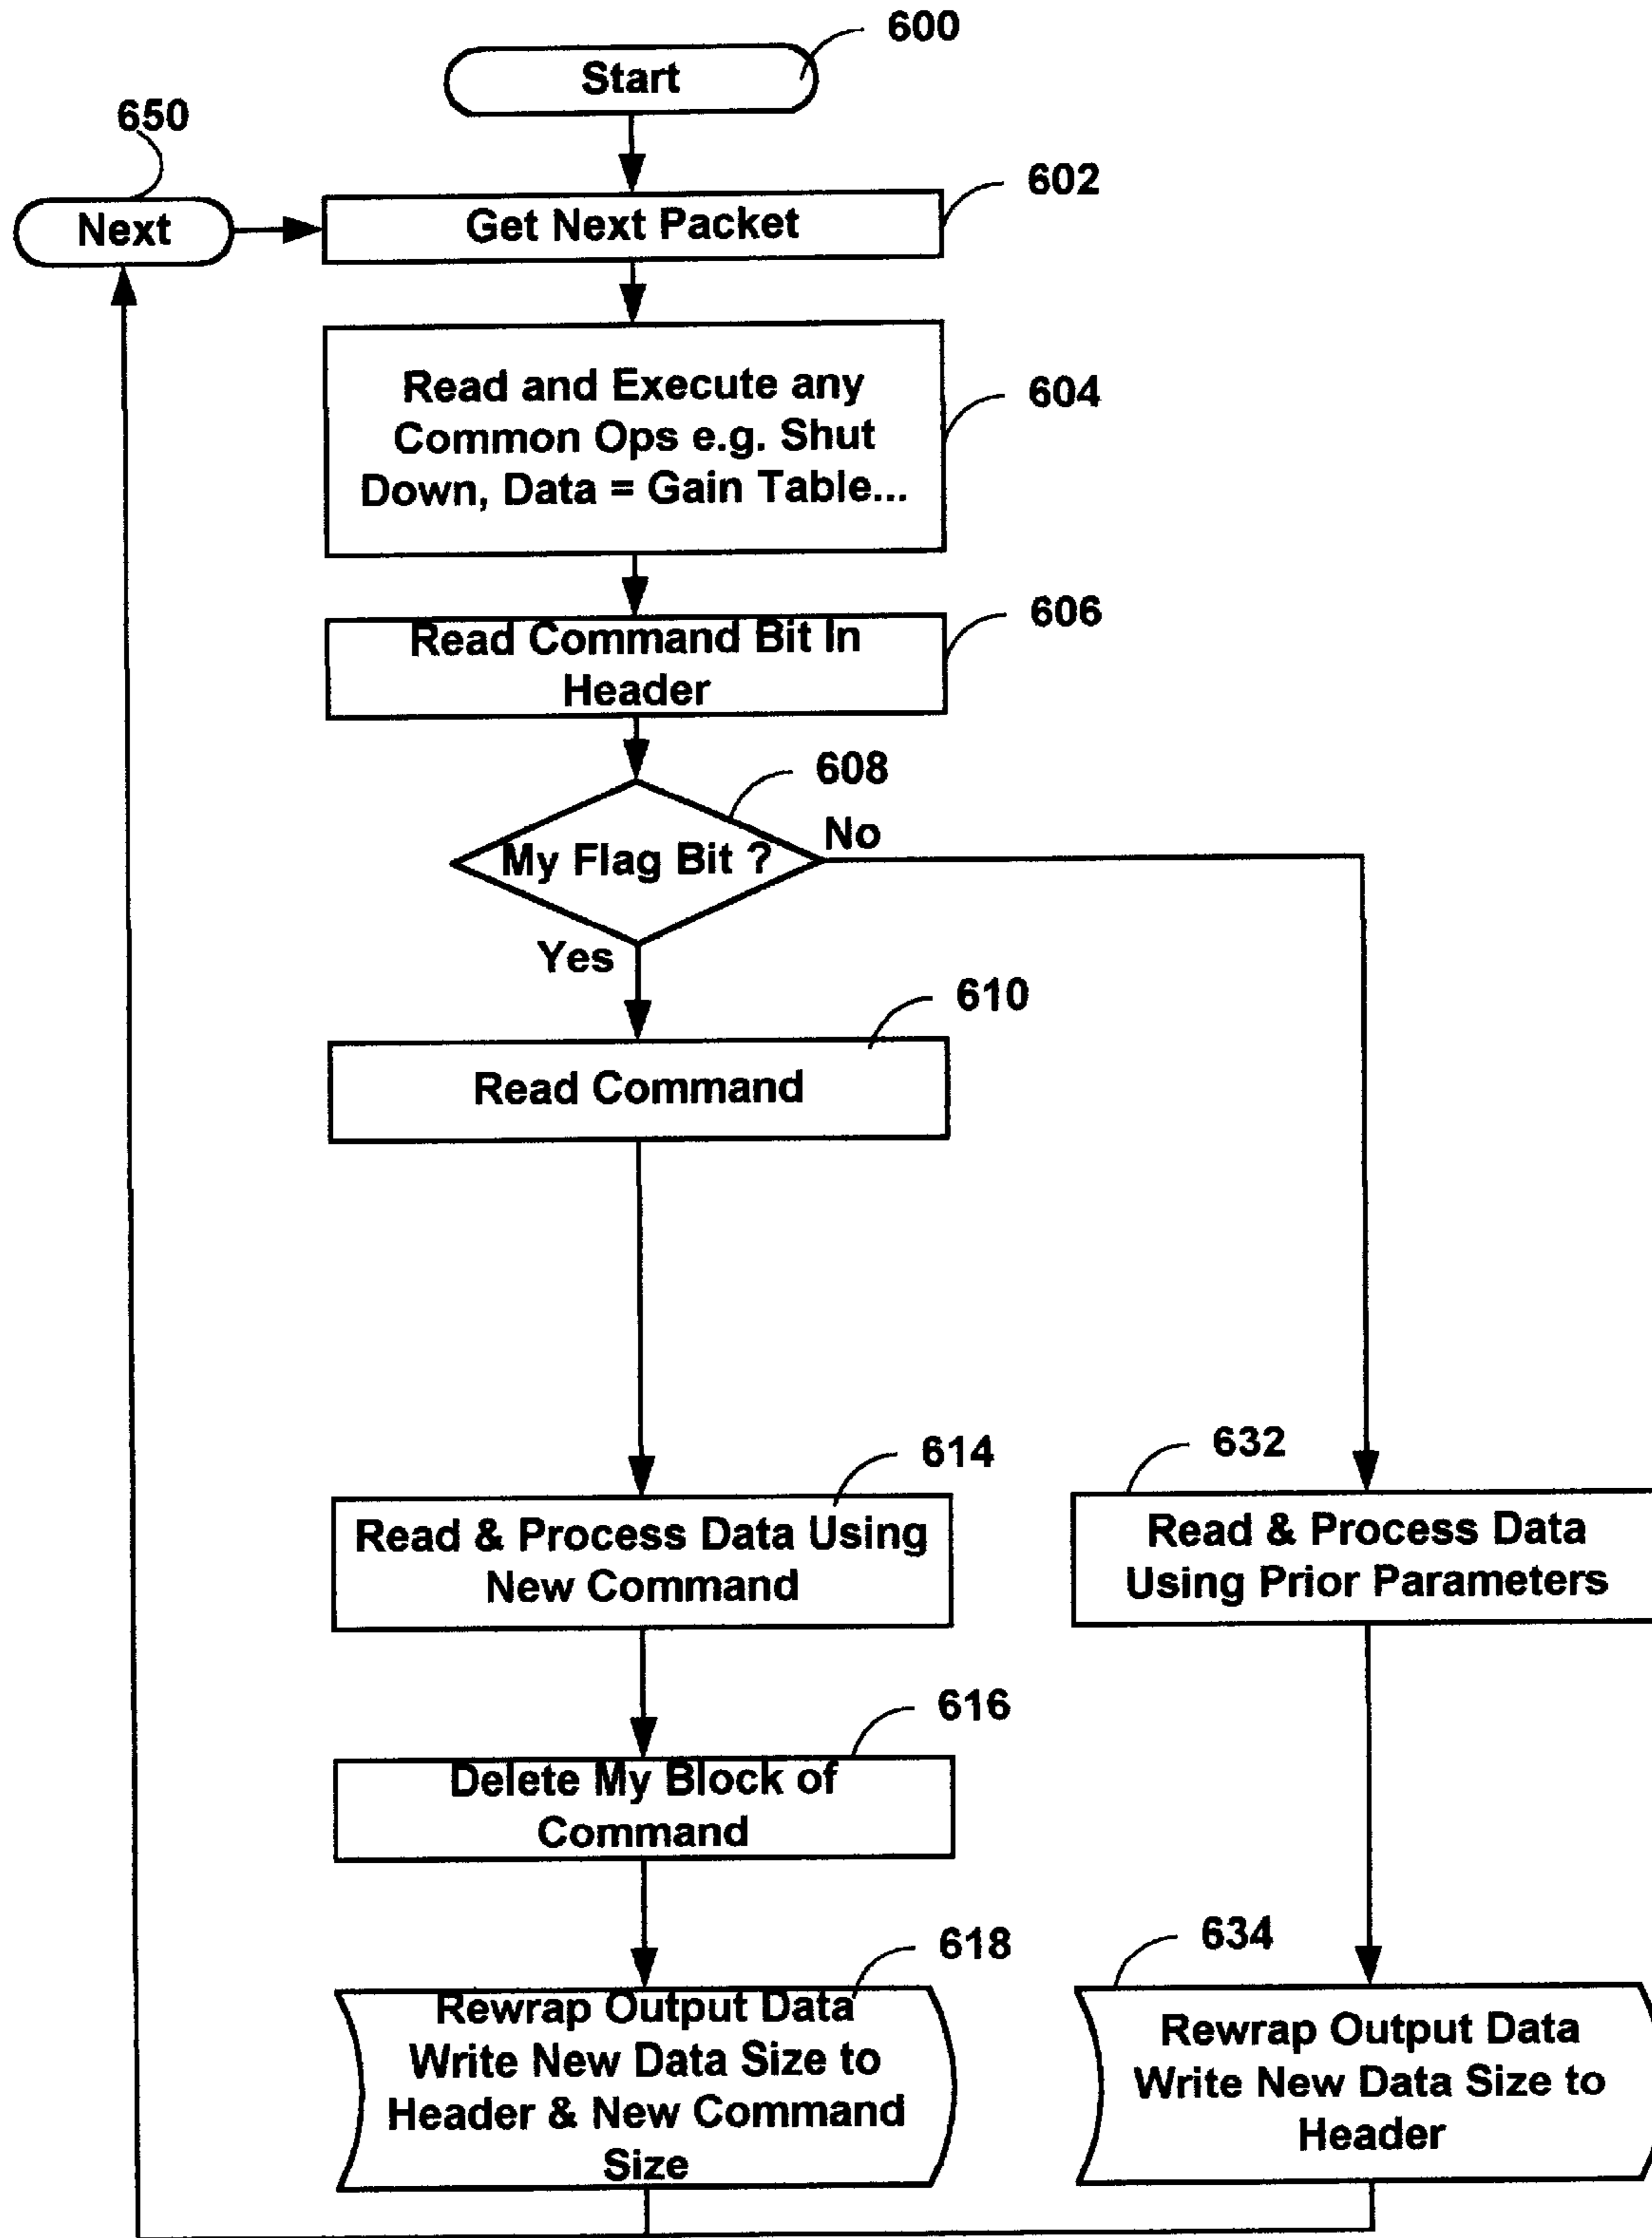 600
Start
650
602
Next
Get Next Packet
Read and Execute any
Common Ops e.g. Shut
Down, Data = Gain Table...
604
606
Read Command Bit In
Header
608
No
My Flag Bit ?
Yes
610
Read Command
614
632
Read & Process Data Using
New Command
Read & Process Data
Using Prior Parameters
616
Delete My Block of
Command
618
634
Rewrap Output Data
Write New Data Size to
Header & New Command
Size
Rewrap Output Data
Write New Data Size to
Header